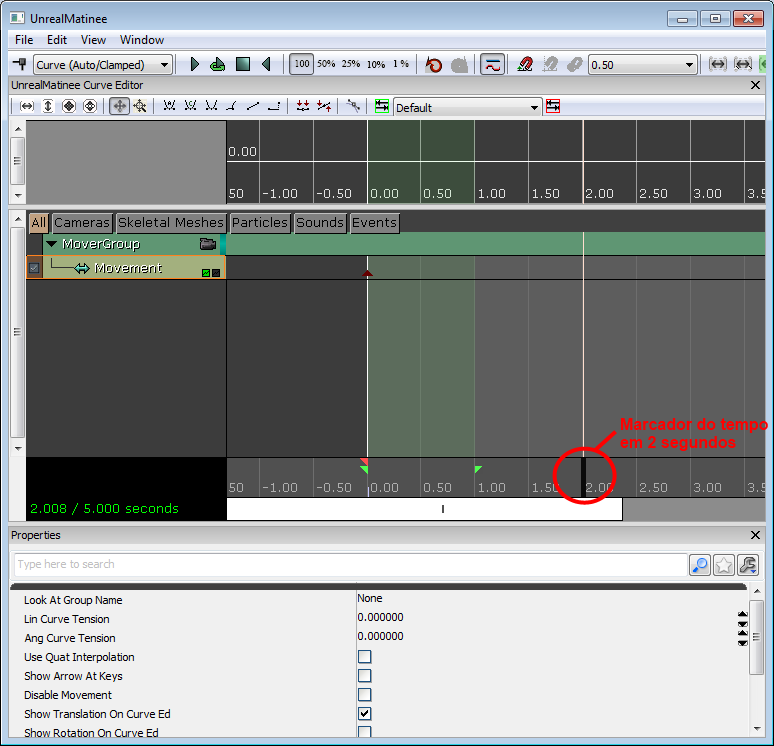 UnrealMatinee
File Edit View Window
Curve (Auto/Clamped) 100 50% 25% 10% 1 % 0.50
UnrealMatinee Curve Editor
Default
0.00
50 -1.00 -0.50 0.00 0.50 1.00 1.50 2.00 2.50 3.00 3.5
All Cameras Skeletal Meshes Particles Sounds Events
MoverGroup
Movement
Marcador do tempo
em 2 segundos
50 -1.00 -0.50 0.00 0.50 1.00 1.50 2.00 2.50 3.00 3.5
2.008 / 5.000 seconds
Properties
Type here to search
Look At Group Name None
Lin Curve Tension 0.000000
Ang Curve Tension 0.000000
Use Quat Interpolation
Show Arrow At Keys
Disable Movement
Show Translation On Curve Ed
Show Rotation On Curve Ed